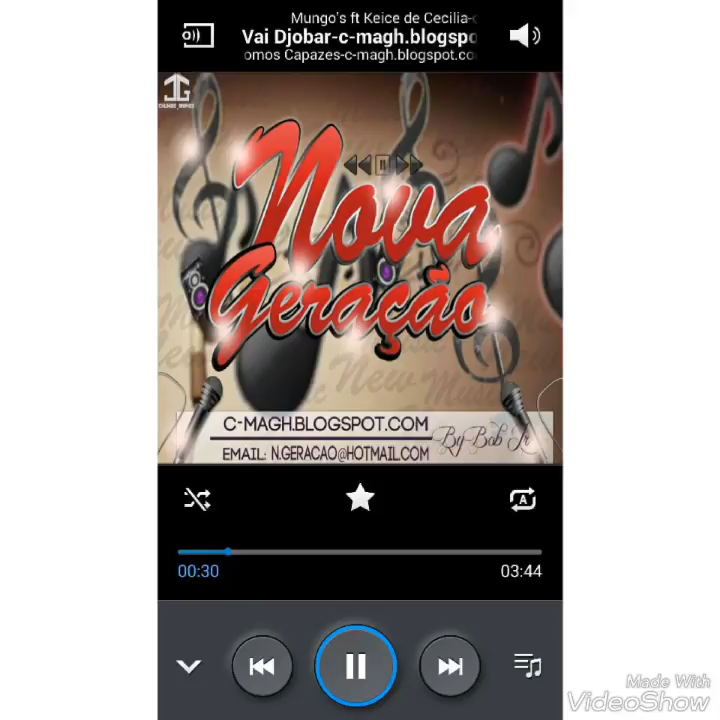 Mungo's ft Keice de Cecilia-c
Vai Djobar-c-magh.blogspo
omos Capazes-c-magh.blogspot.co
Nova
Geração
C-MAGH.BLOGSPOT.COM
EMAIL: N.GERACAO@HOTMAIL.COM
By Bob Jr
A
00:30
03:44
Made With
VideoShow